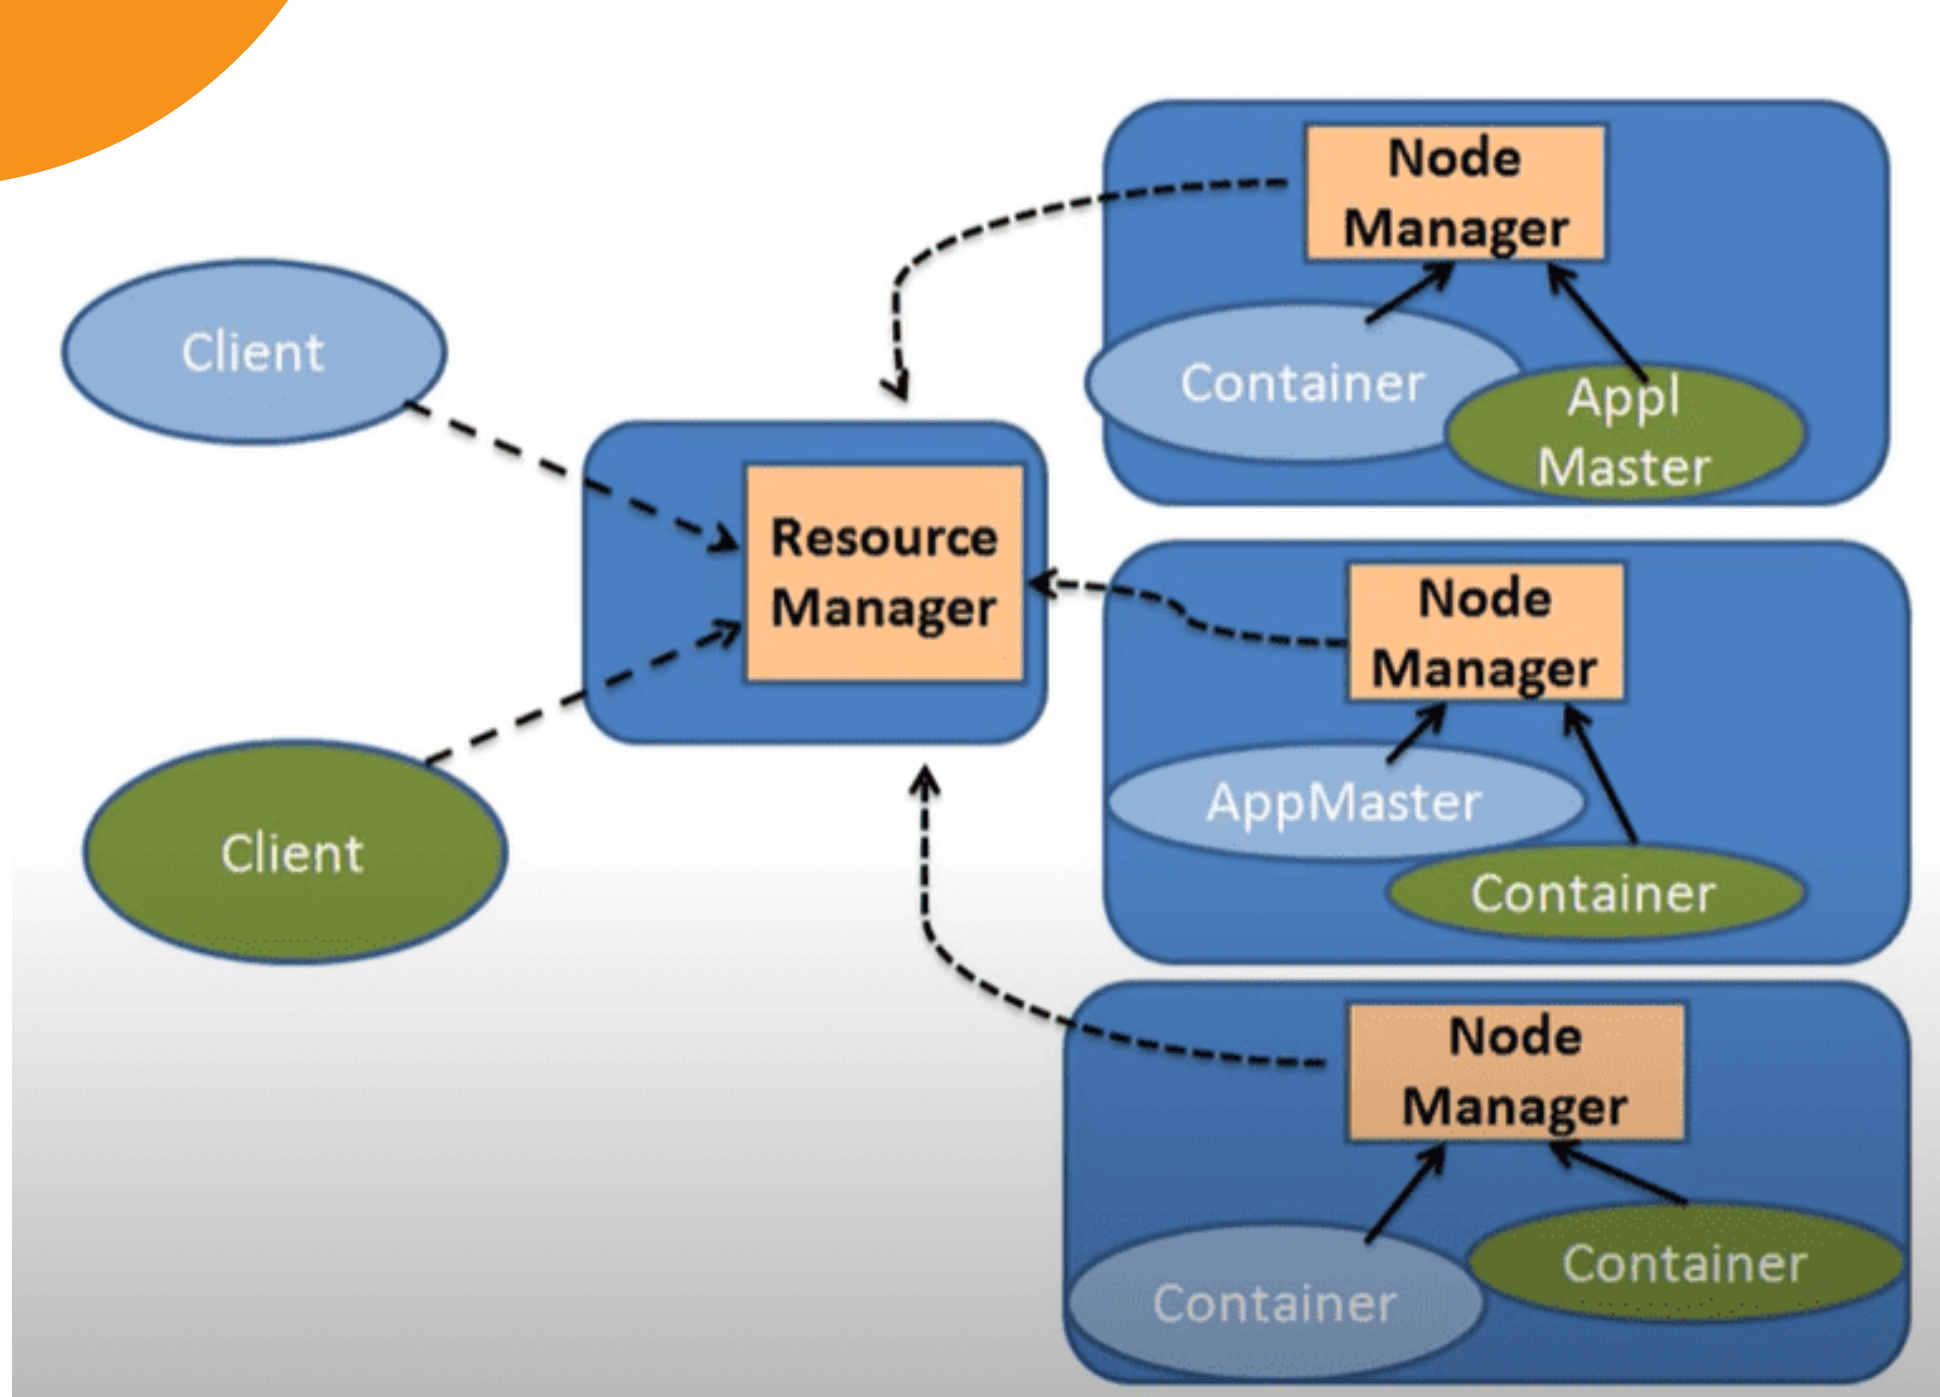 Client
Client
Resource
Manager
Node
Manager
Container
Appl
Master
Node
Manager
AppMaster
Container
Node
Manager
Container
Container